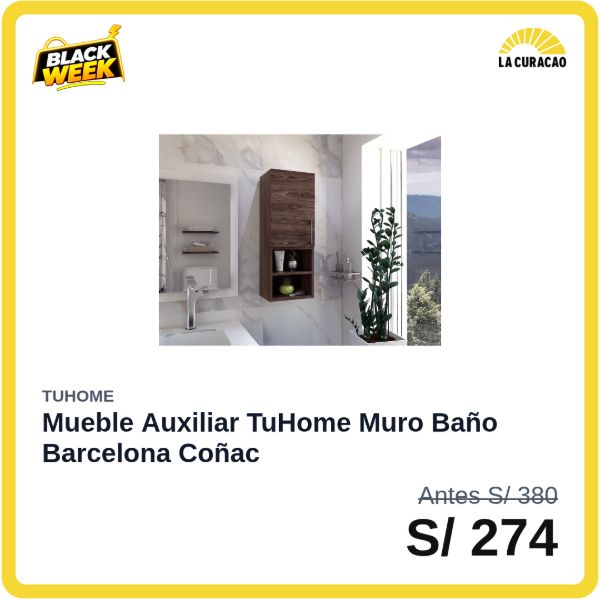 BLACK
WEEK
LA CURACAO
TUHOME
Mueble Auxiliar TuHome Muro Baño
Barcelona Coñac
Antes S/ 380
S/ 274